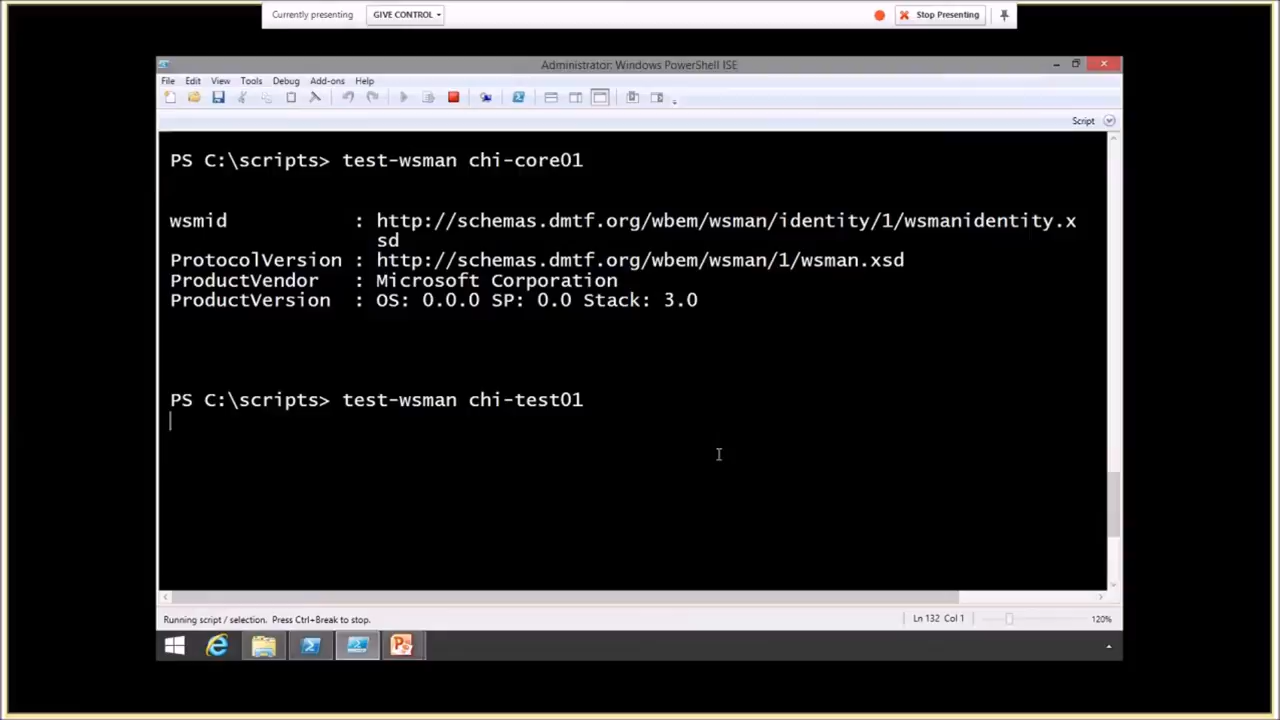 Currently presenting GIVE CONTROL Stop Presenting
Administrator: Windows PowerShell ISE
File Edit View Tools Debug Add-ons Help
Script
PS C:\scripts> test-wsman chi-core01
wsmid : http://schemas.dmtf.org/wbem/wsman/identity/1/wsmanidentity.x
sd
ProtocolVersion : http://schemas.dmtf.org/wbem/wsman/1/wsman.xsd
ProductVendor : Microsoft Corporation
ProductVersion : OS: 0.0.0 SP: 0.0 Stack: 3.0
PS C:\scripts> test-wsman chi-test01
Running script / selection. Press Ctrl+Break to stop. Ln 132 Col 1 120%